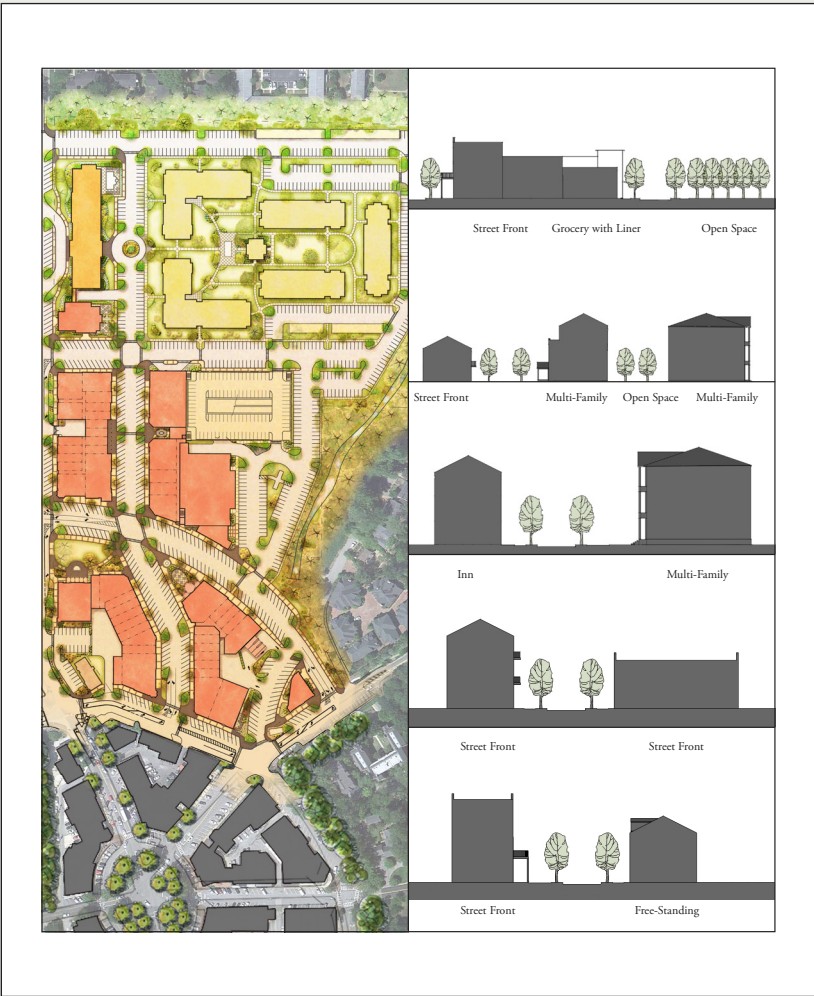 Street Front Grocery with Liner Open Space
Street Front Multi-Family Open Space Multi-Family
Inn Multi-Family
Street Front Street Front
Street Front Free-Standing